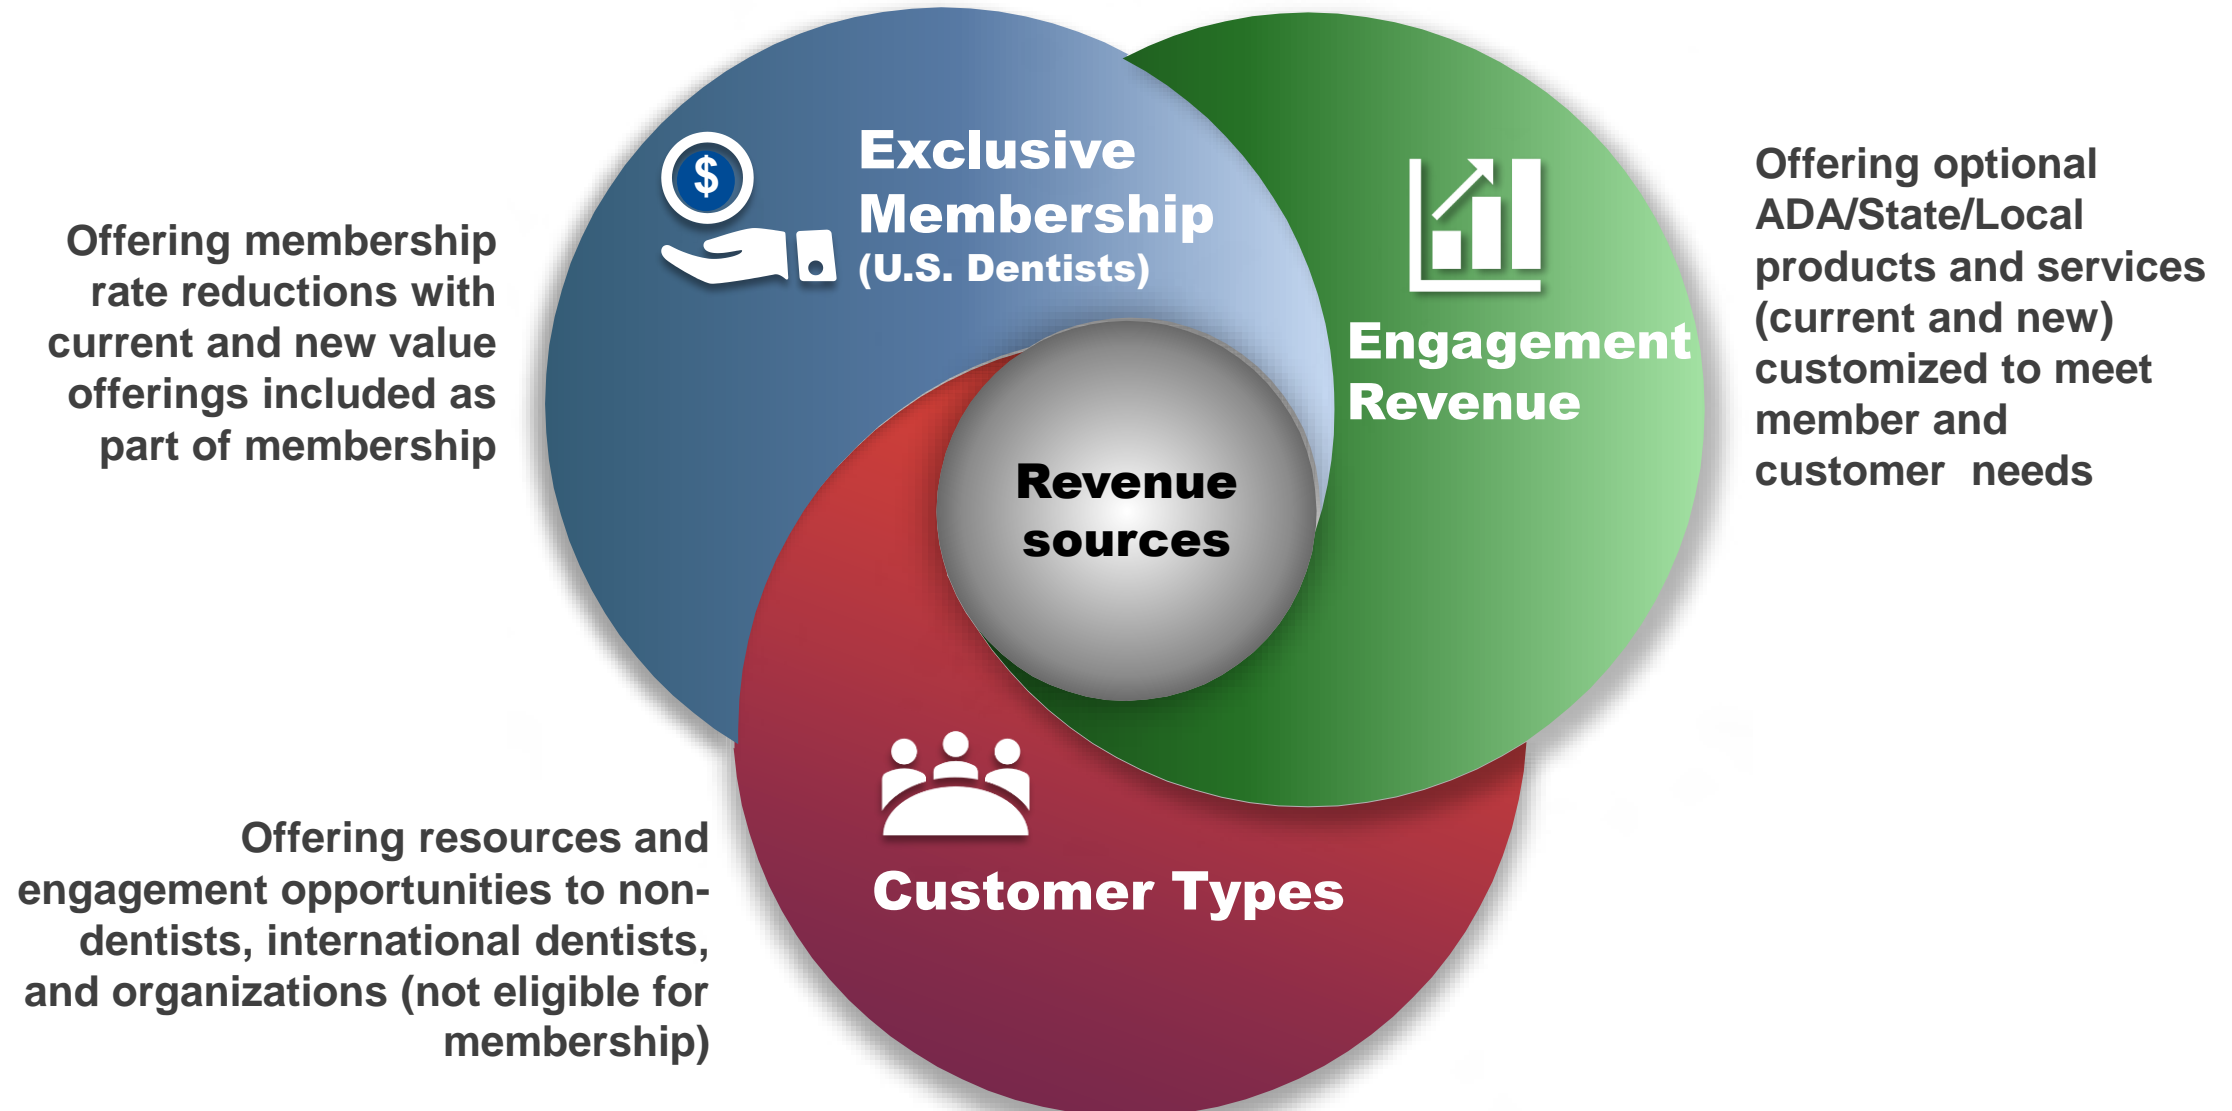 Exclusive
Membership
(U.S. Dentists)
$
Offering membership
rate reductions with
current and new value
offerings included as
part of membership
Engagement
Revenue
Offering optional
ADA/State/Local
products and services
(current and new)
customized to meet
member and
customer  needs
Revenue
sources
Customer Types
Offering resources and
engagement opportunities to non-
dentists, international dentists,
and organizations (not eligible for
membership)